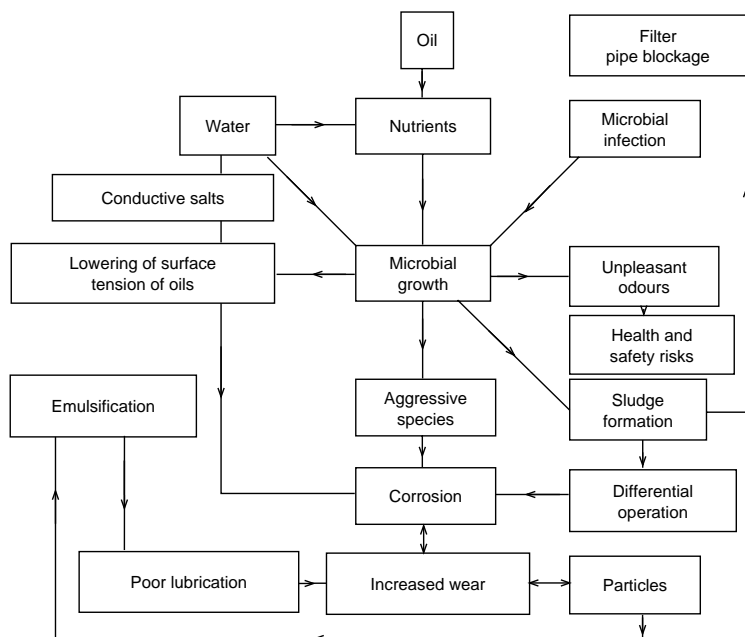 Oil
Filter
pipe blockage
Water
Nutrients
Microbial
infection
Conductive salts
Lowering of surface
tension of oils
Microbial
growth
Unpleasant
odours
Health and
safety risks
Emulsification
Aggressive
species
Sludge
formation
Corrosion
Differential
operation
Poor lubrication
Increased wear
Particles